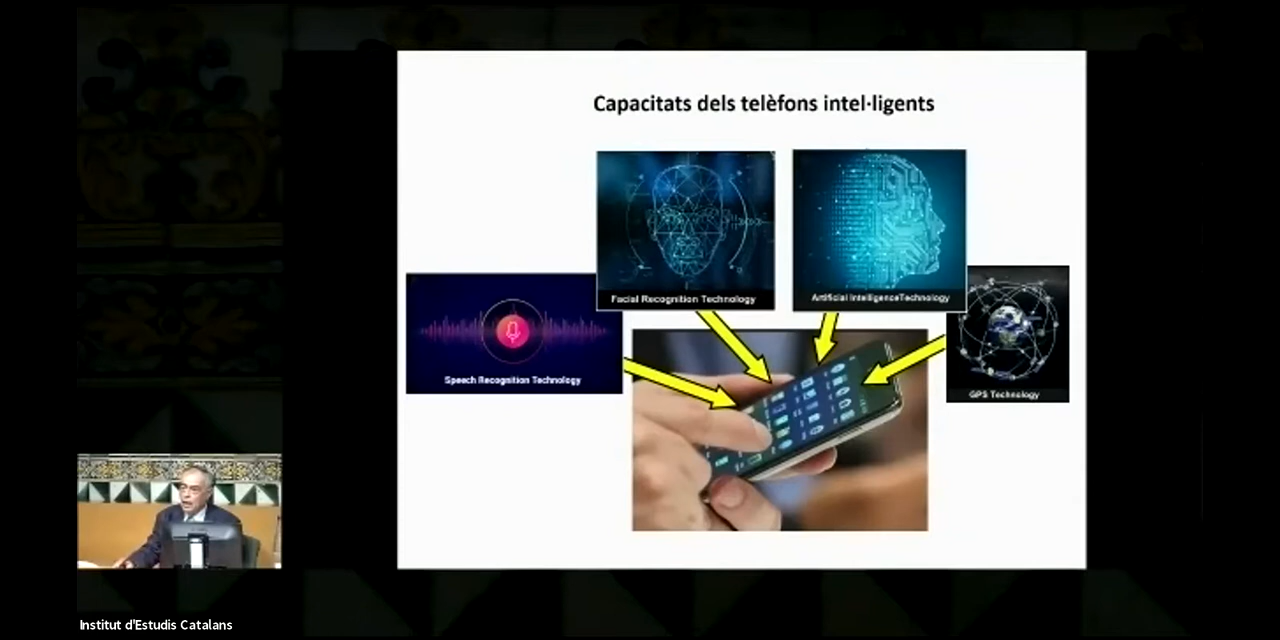 Capacitats dels telèfons intel·ligents
Facial Recognition Technology
Artificial IntelligenceTechnology
Speech Recognition Technology
GPS Technology
Institut d'Estudis Catalans